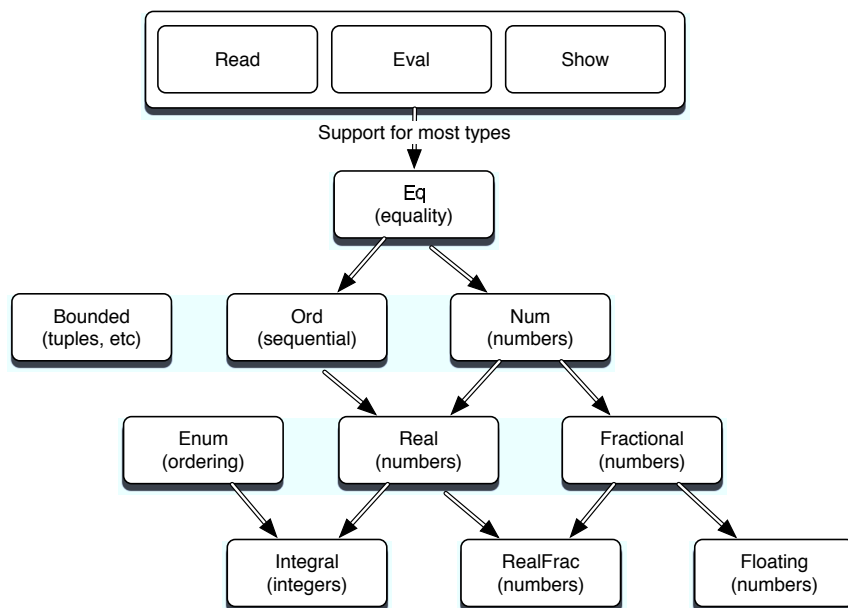 Read
Eval
Show
Support for most types
Eq
(equality)
Bounded
(tuples, etc)
Ord
(sequential)
Num
(numbers)
Enum
(ordering)
Real
(numbers)
Fractional
(numbers)
Integral
(integers)
RealFrac
(numbers)
Floating
(numbers)